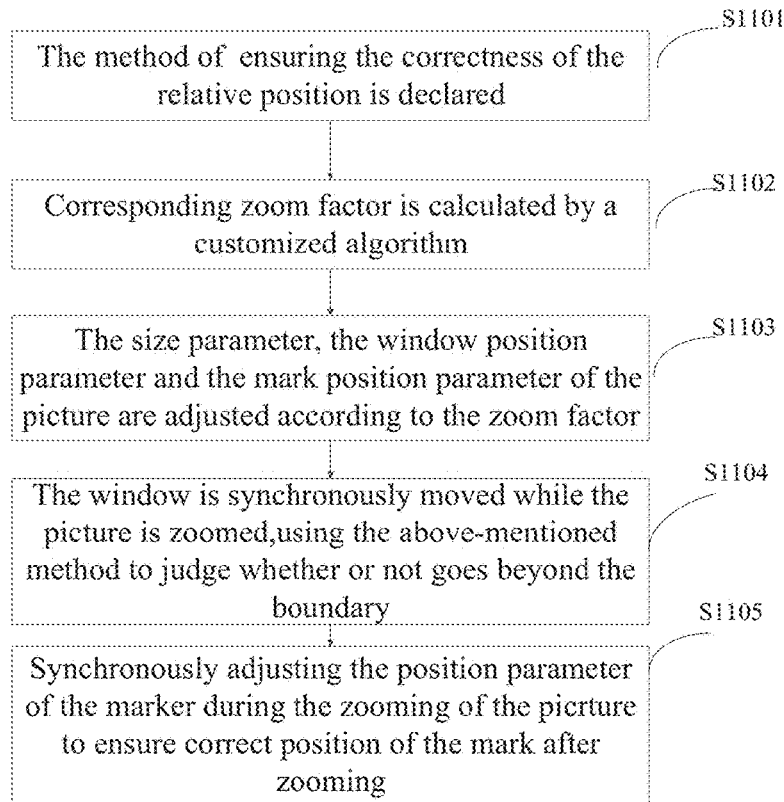 S1101
The method of ensuring the correctness of the
relative position is declared
S1102
Corresponding zoom factor is calculated by a
customized algorithm
S1103
The size parameter, the window position
parameter and the mark position parameter of the
picture are adjusted according to the zoom factor
S1104
The window is synchronously moved while the
picture is zoomed,using the above-mentioned
method to judge whether or not goes beyond the
boundary
S1105
Synchronously adjusting the position parameter
of the marker during the zooming of the picrture
to ensure correct position of the mark after
zooming